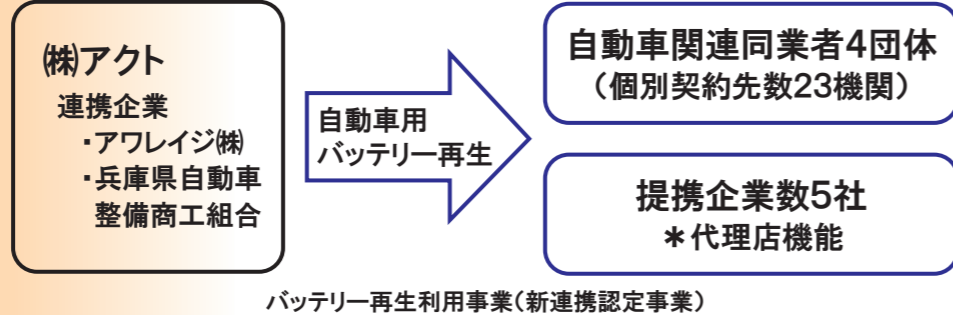 ㈱アクト
連携企業
・アワレイジ㈱
・兵庫県自動車
整備商工組合
自動車用
バッテリー再生
自動車関連同業者4団体
（個別契約先数23機関）
提携企業数5社
＊代理店機能
バッテリー再生利用事業（新連携認定事業）